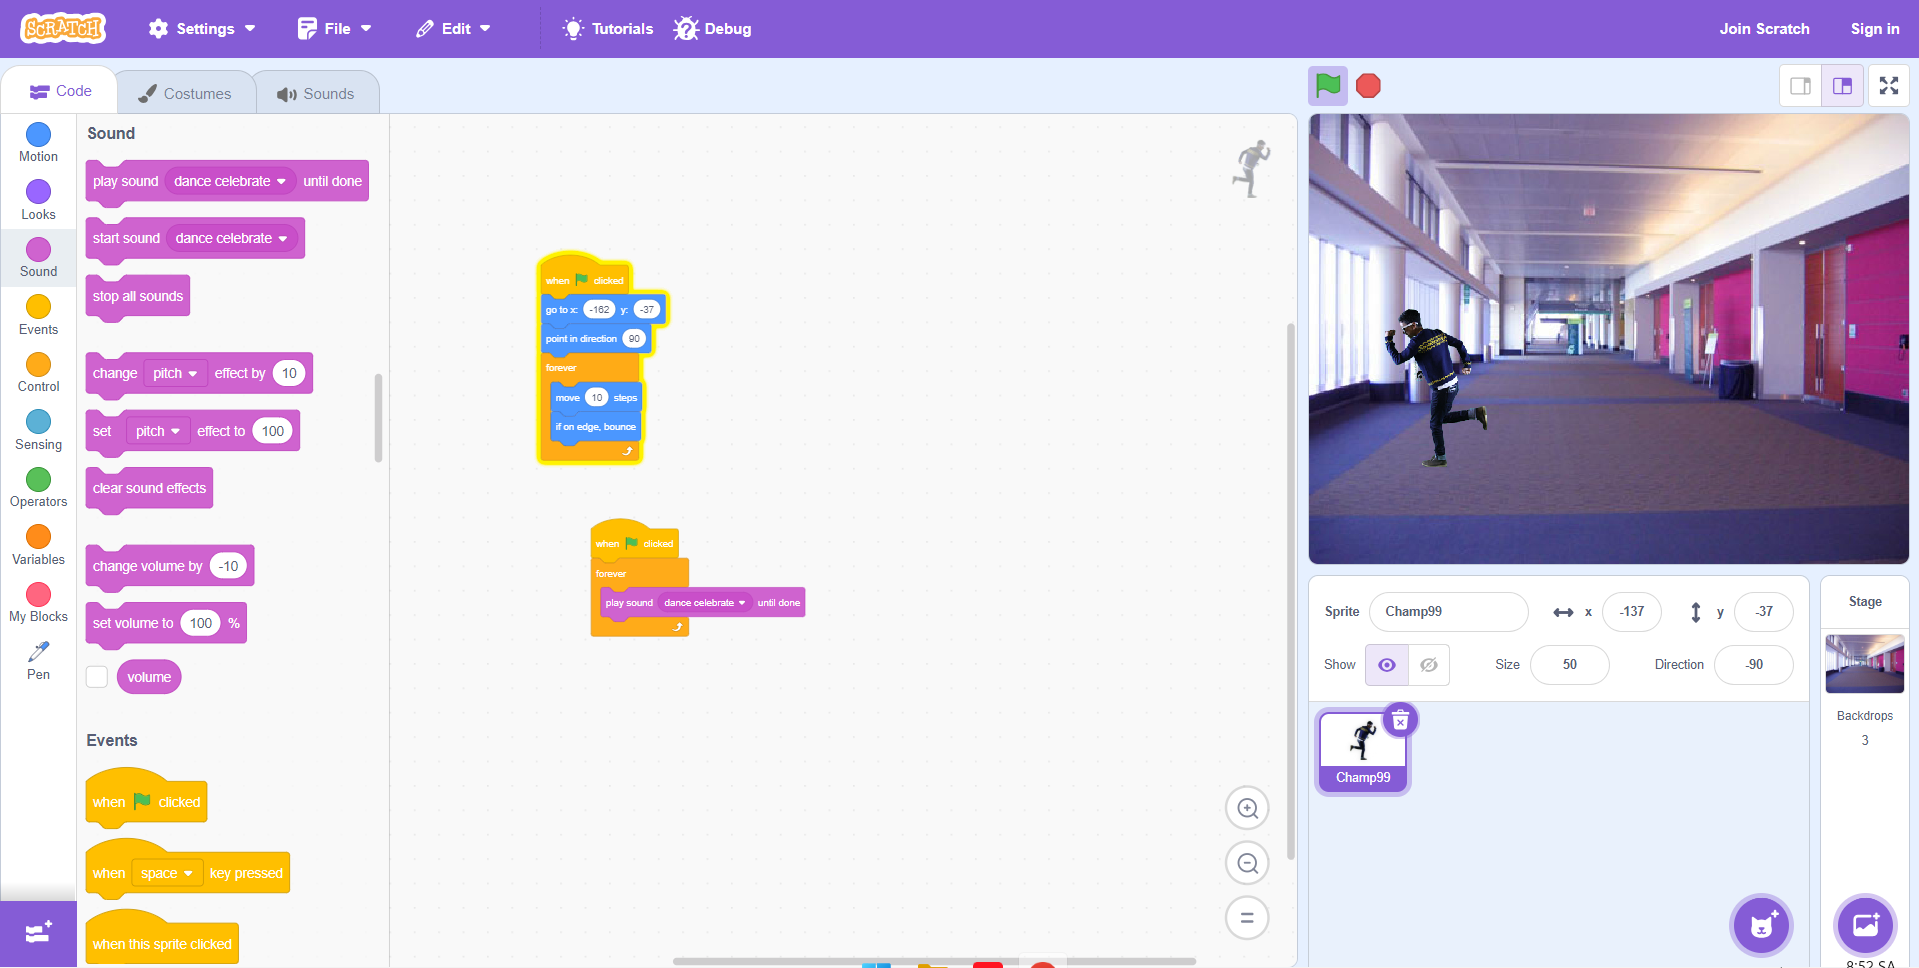 SCRATCH
Settings
File
Edit
Tutorials
Debug
Join Scratch
Sign in
Code
Costumes
Sounds
Motion
Looks
Sound
Events
Control
Sensing
Operators
Variables
My Blocks
Pen
Sound
play sound dance celebrate until done
start sound dance celebrate
stop all sounds
change pitch effect by 10
set pitch effect to 100
clear sound effects
change volume by -10
set volume to 100 %
volume
Events
when clicked
when space key pressed
when this sprite clicked
when clicked
go to x: -162 y: -37
point in direction 90
forever
move 10 steps
if on edge, bounce
when clicked
forever
play sound dance celebrate until done
Sprite Champ99 x -137 y -37
Show Size 50 Direction -90
Champ99
Stage
Backdrops
3
8:52 SA